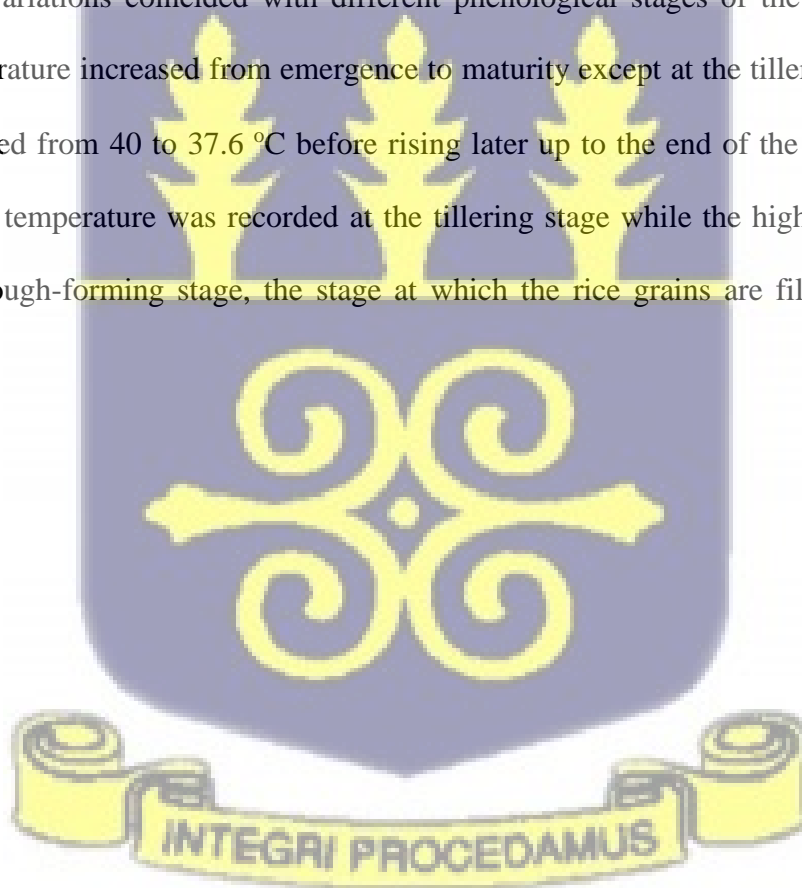 variations coincided with different phenological stages of the
rature increased from emergence to maturity except at the tiller
ed from 40 to 37.6 ºC before rising later up to the end of the
temperature was recorded at the tillering stage while the high
ough-forming stage, the stage at which the rice grains are fil
INTEGRI PROCEDAMUS